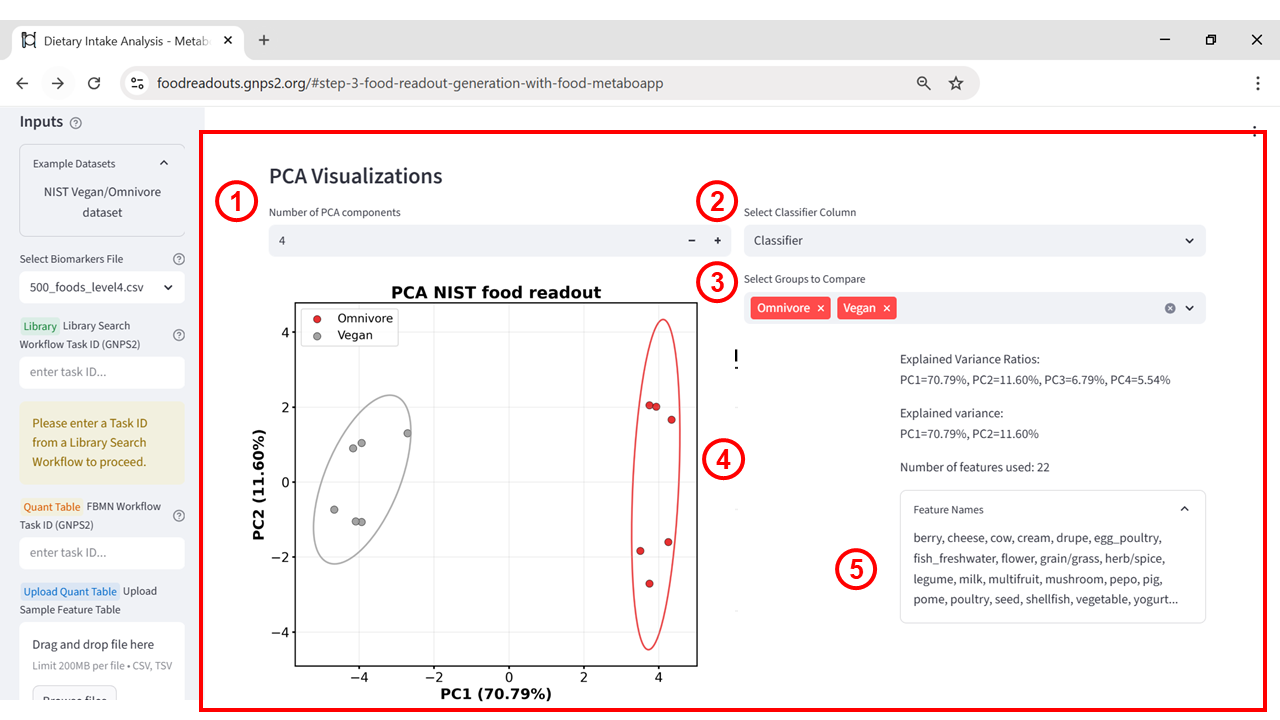 Dietary Intake Analysis - Metab
foodreadouts.gnps2.org/#step-3-food-readout-generation-with-food-metaboapp
Inputs
Example Datasets
NIST Vegan/Omnivore
dataset
Select Biomarkers File
500_foods_level4.csv
Library Library Search
Workflow Task ID (GNPS2)
enter task ID...
Please enter a Task ID
from a Library Search
Workflow to proceed.
Quant Table FBMN Workflow
Task ID (GNPS2)
enter task ID...
Upload Quant Table Upload
Sample Feature Table
Drag and drop file here
Limit 200MB per file • CSV, TSV
Browse files
PCA Visualizations
1
Number of PCA components
4
− +
2
Select Classifier Column
Classifier
3
Select Groups to Compare
Omnivore × Vegan ×
PCA NIST food readout
Omnivore
Vegan
4
2
0
−2
−4
PC2 (11.60%)
−4 −2 0 2 4
PC1 (70.79%)
4
Explained Variance Ratios:
PC1=70.79%, PC2=11.60%, PC3=6.79%, PC4=5.54%
Explained variance:
PC1=70.79%, PC2=11.60%
Number of features used: 22
5
Feature Names
berry, cheese, cow, cream, drupe, egg_poultry,
fish_freshwater, flower, grain/grass, herb/spice,
legume, milk, multifruit, mushroom, pepo, pig,
pome, poultry, seed, shellfish, vegetable, yogurt...